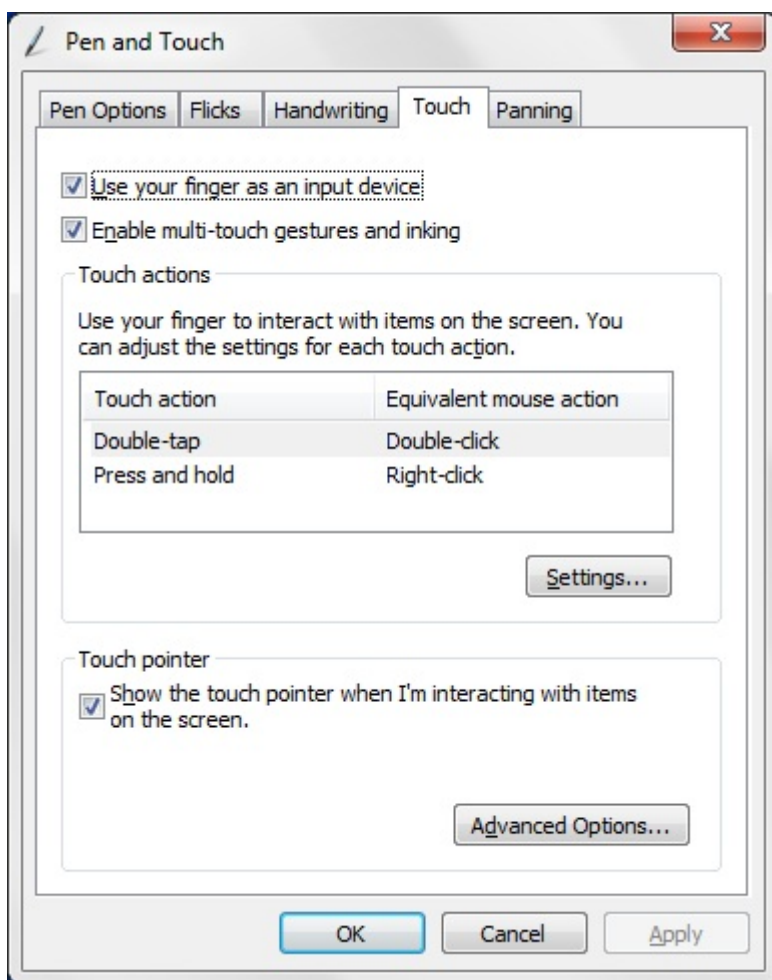 Pen and Touch
Pen Options Flicks Handwriting Touch Panning
Use your finger as an input device
Enable multi-touch gestures and inking
Touch actions
Use your finger to interact with items on the screen. You
can adjust the settings for each touch action.
Touch action Equivalent mouse action
Double-tap Double-click
Press and hold Right-click
Settings...
Touch pointer
Show the touch pointer when I'm interacting with items
on the screen.
Advanced Options...
OK Cancel Apply